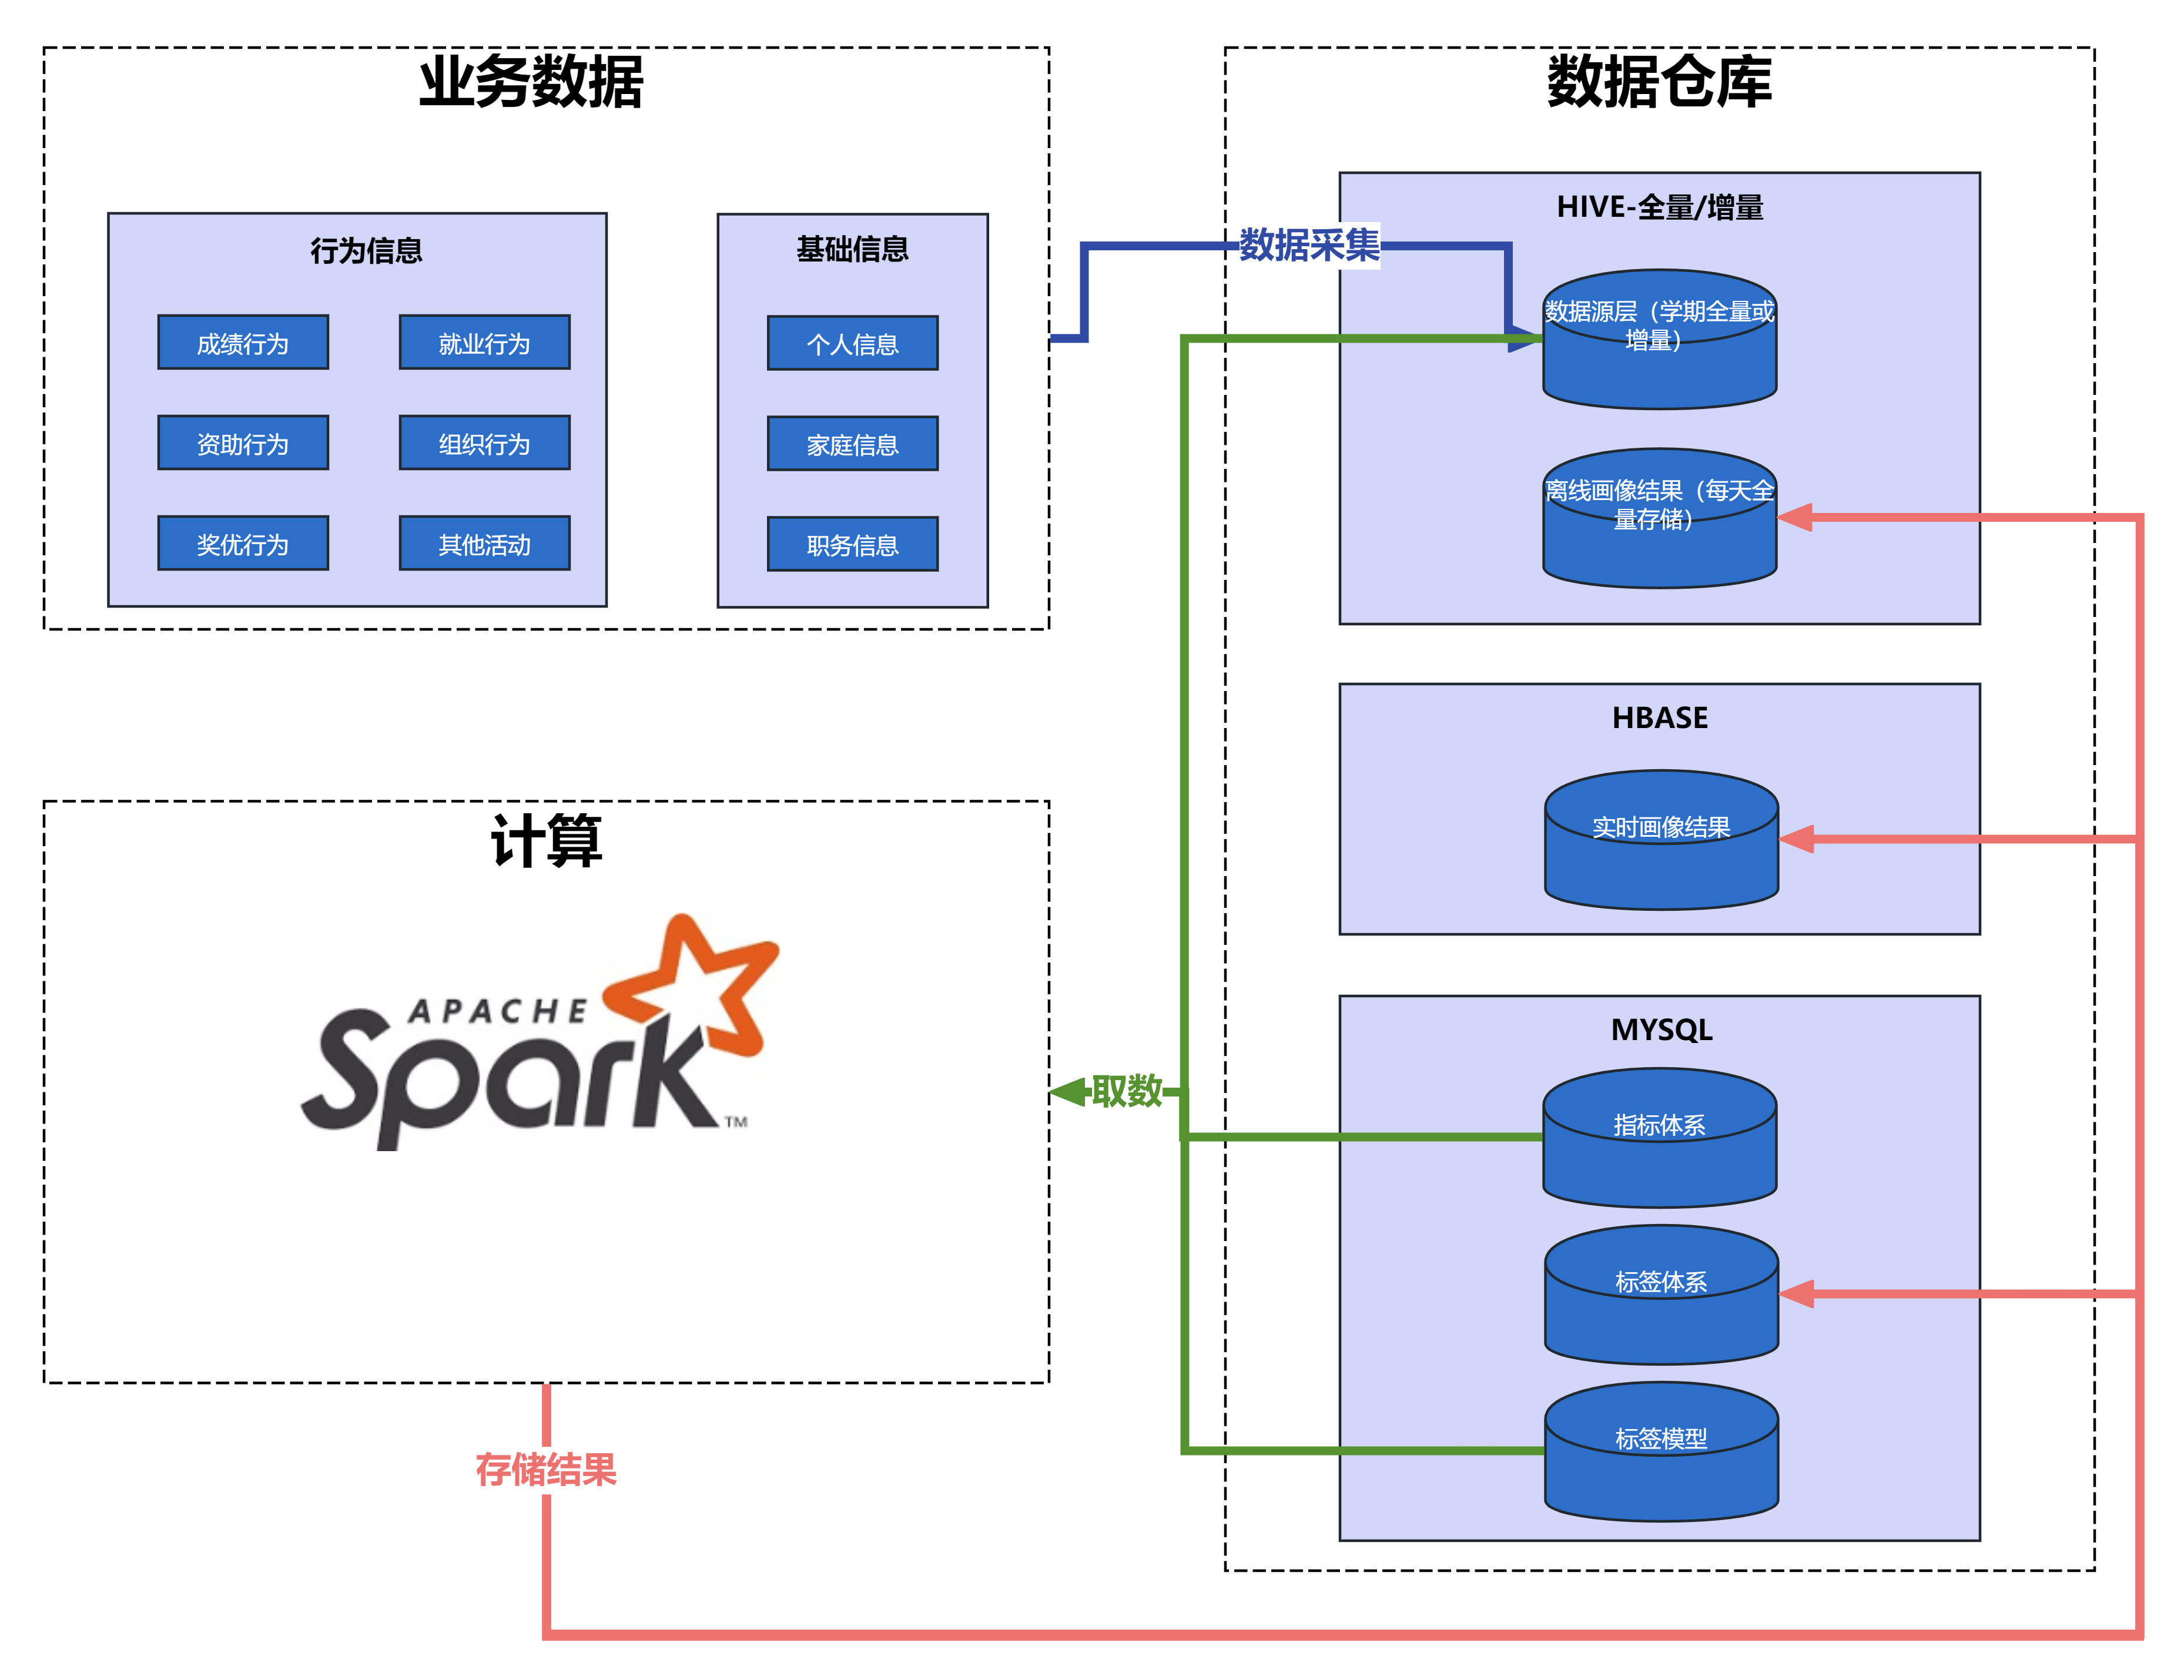 业务数据
行为信息
成绩行为
就业行为
资助行为
组织行为
奖优行为
其他活动
基础信息
个人信息
家庭信息
职务信息
数据采集
数据仓库
HIVE-全量/增量
数据源层（学期全量或
增量）
离线画像结果（每天全
量存储）
HBASE
实时画像结果
MYSQL
指标体系
标签体系
标签模型
计算
APACHE
Spark™
取数
存储结果